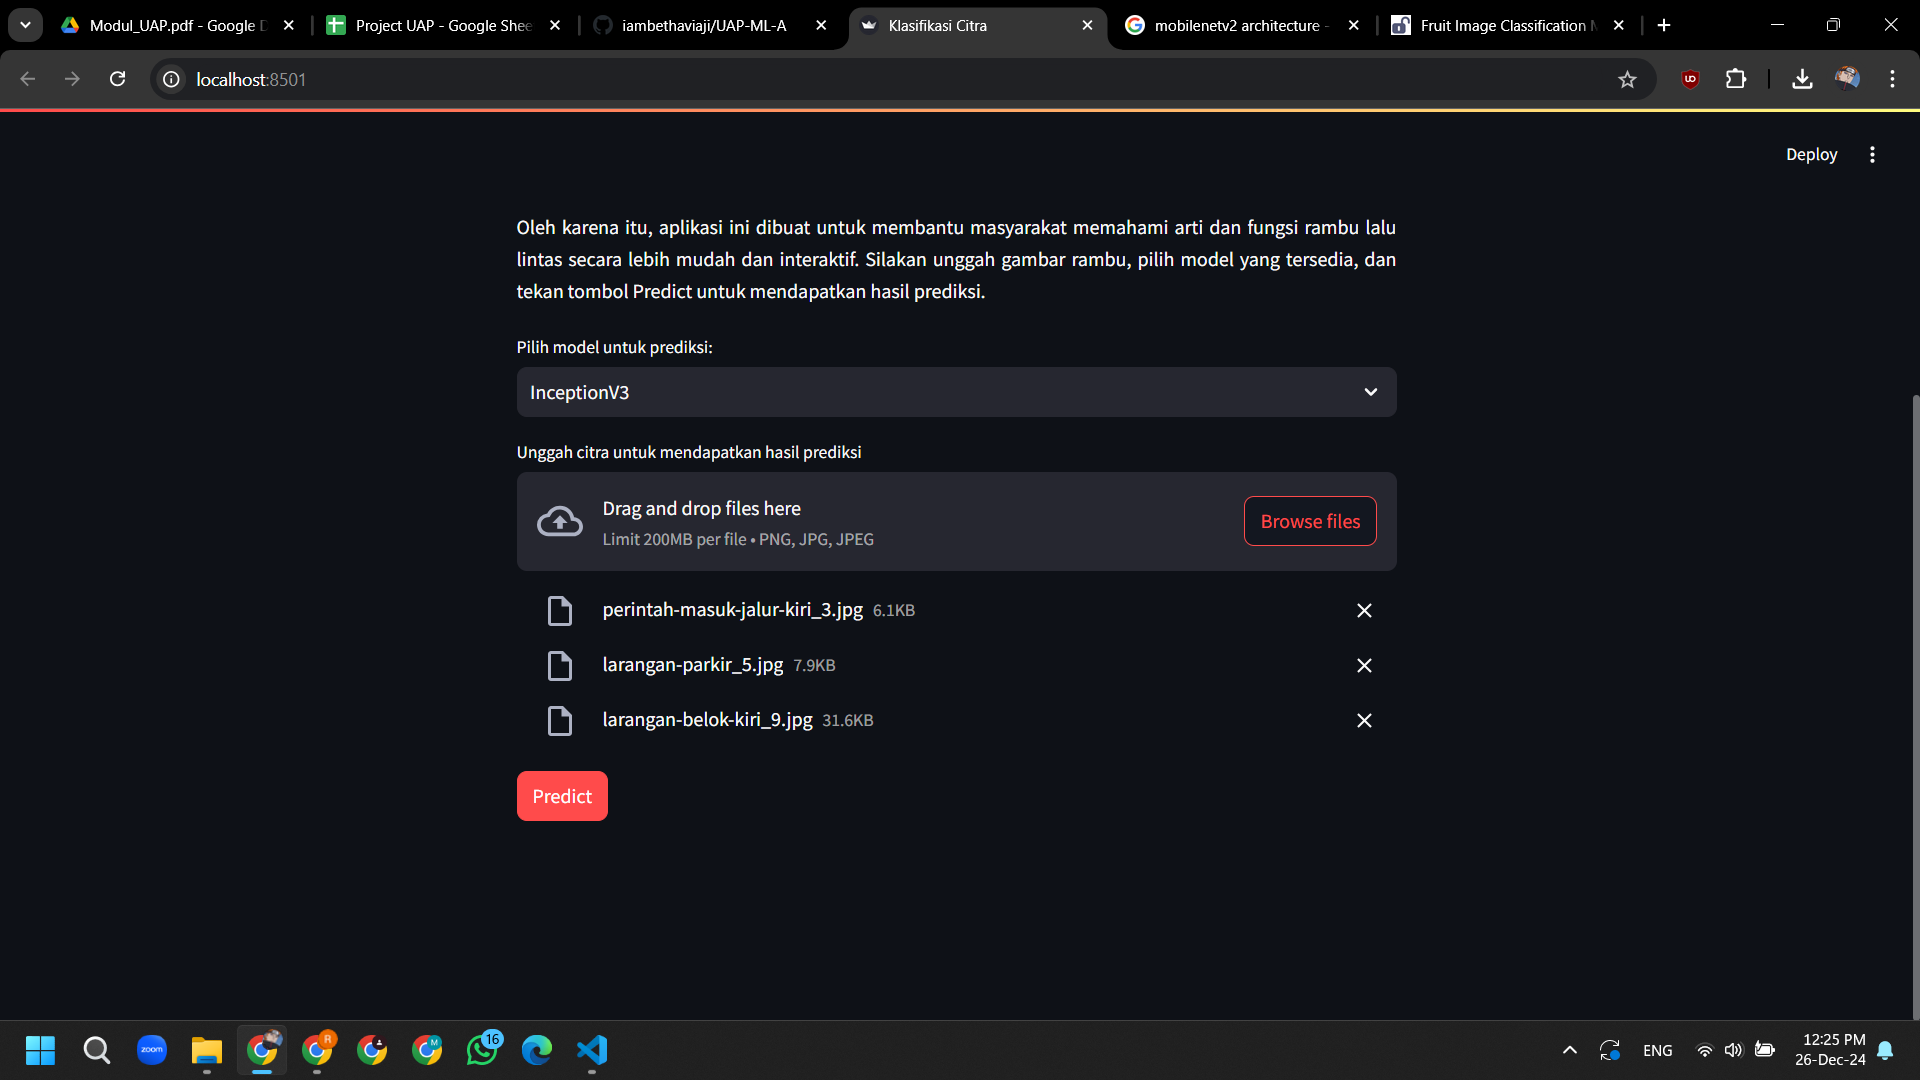 Modul_UAP.pdf - Google D
Project UAP - Google Shee
iambethaviaji/UAP-ML-A
Klasifikasi Citra
mobilenetv2 architecture -
Fruit Image Classification
localhost:8501
Deploy
Oleh karena itu, aplikasi ini dibuat untuk membantu masyarakat memahami arti dan fungsi rambu lalu
lintas secara lebih mudah dan interaktif. Silakan unggah gambar rambu, pilih model yang tersedia, dan
tekan tombol Predict untuk mendapatkan hasil prediksi.
Pilih model untuk prediksi:
InceptionV3
Unggah citra untuk mendapatkan hasil prediksi
Drag and drop files here
Limit 200MB per file • PNG, JPG, JPEG
Browse files
perintah-masuk-jalur-kiri_3.jpg 6.1KB
larangan-parkir_5.jpg 7.9KB
larangan-belok-kiri_9.jpg 31.6KB
Predict
zoom
R
M
16
ENG
12:25 PM
26-Dec-24